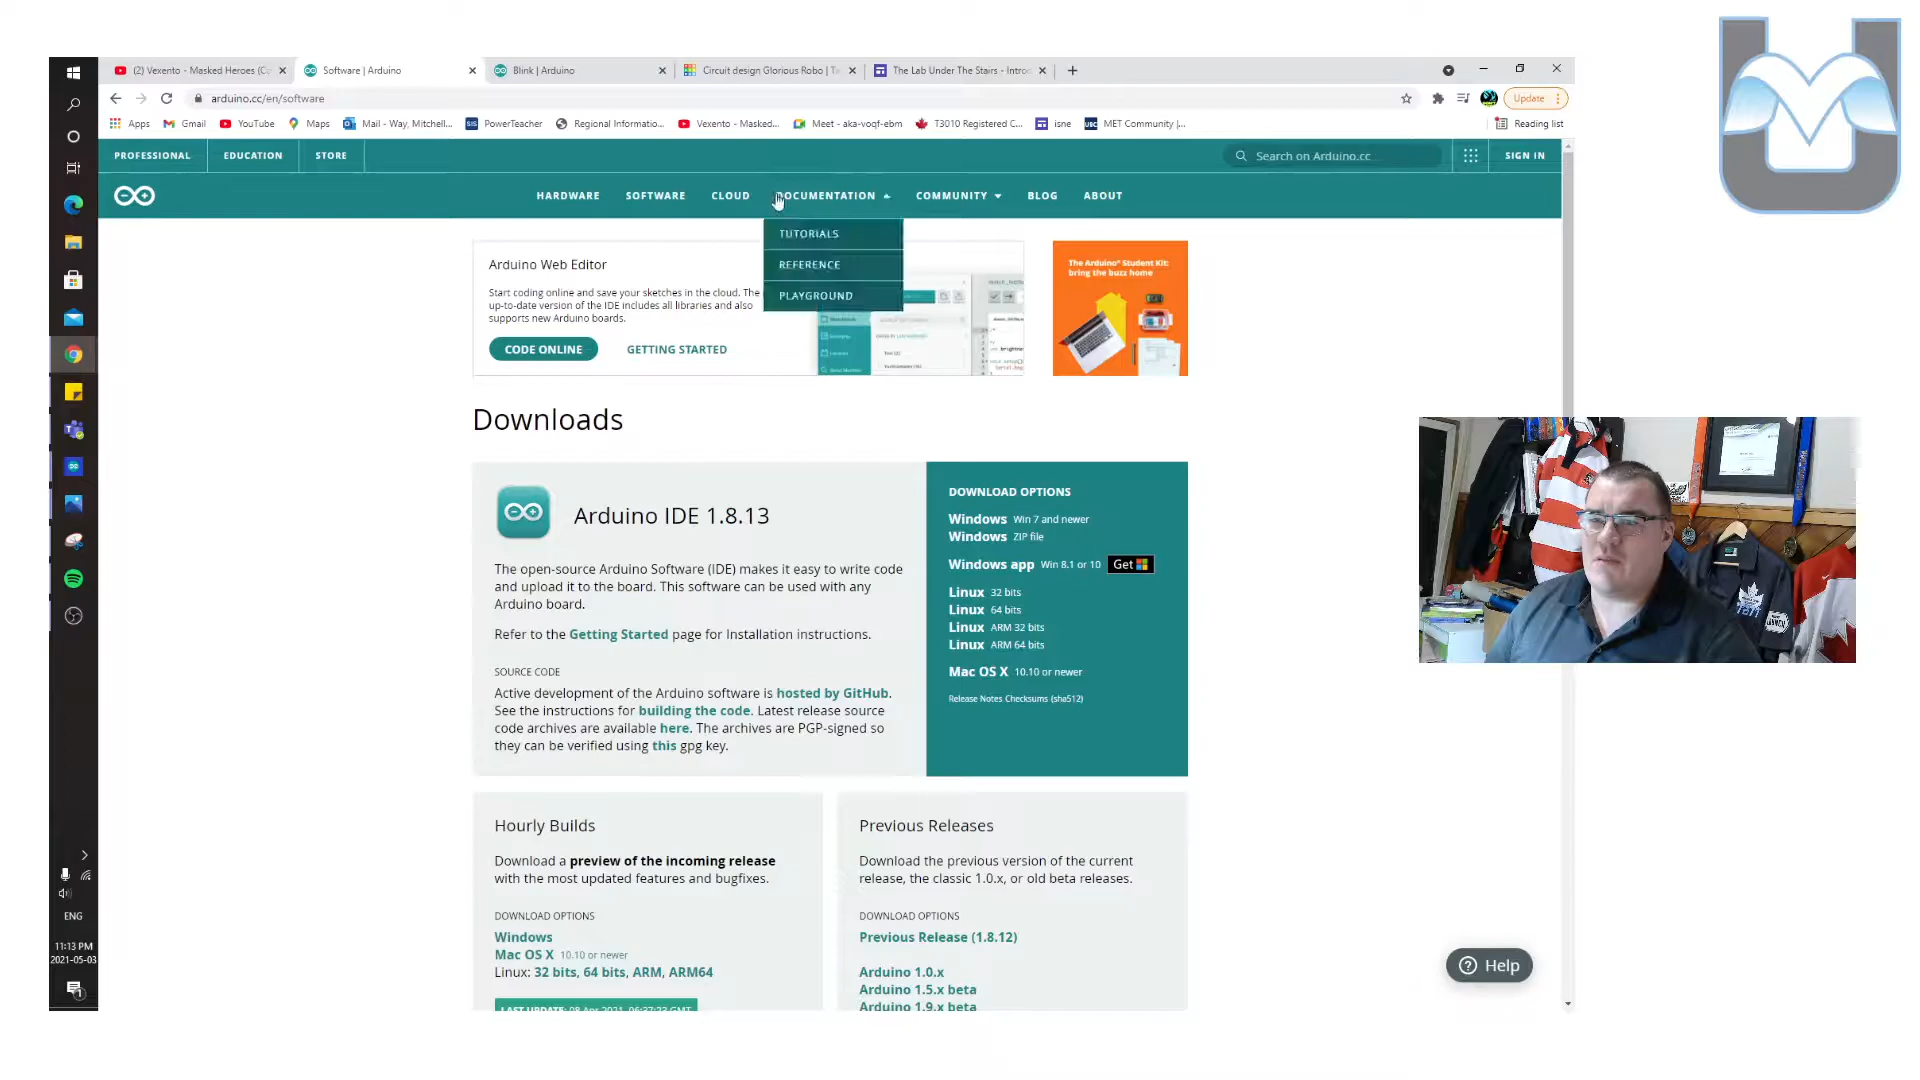 (2) Vexento - Masked Heroes (Co
Software | Arduino
Blink | Arduino
Circuit design Glorious Robo | Ti
The Lab Under The Stairs - Introd
arduino.cc/en/software
Update
Apps
Gmail
YouTube
Maps
Mail - Way, Mitchell...
PowerTeacher
Regional Informatio...
Vexento - Masked...
Meet - aka-voqf-ebm
T3010 Registered C...
isne
MET Community |...
Reading list
PROFESSIONAL
EDUCATION
STORE
Search on Arduino.cc
SIGN IN
HARDWARE
SOFTWARE
CLOUD
DOCUMENTATION
COMMUNITY
BLOG
ABOUT
TUTORIALS
REFERENCE
PLAYGROUND
Arduino Web Editor
Start coding online and save your sketches in the cloud. The
up-to-date version of the IDE includes all libraries and also
supports new Arduino boards.
CODE ONLINE
GETTING STARTED
The Arduino® Student Kit:
bring the buzz home
Downloads
Arduino IDE 1.8.13
The open-source Arduino Software (IDE) makes it easy to write code
and upload it to the board. This software can be used with any
Arduino board.
Refer to the Getting Started page for Installation instructions.
SOURCE CODE
Active development of the Arduino software is hosted by GitHub.
See the instructions for building the code. Latest release source
code archives are available here. The archives are PGP-signed so
they can be verified using this gpg key.
DOWNLOAD OPTIONS
Windows Win 7 and newer
Windows ZIP file
Windows app Win 8.1 or 10 Get
Linux 32 bits
Linux 64 bits
Linux ARM 32 bits
Linux ARM 64 bits
Mac OS X 10.10 or newer
Release Notes Checksums (sha512)
Hourly Builds
Download a preview of the incoming release
with the most updated features and bugfixes.
DOWNLOAD OPTIONS
Windows
Mac OS X 10.10 or newer
Linux: 32 bits, 64 bits, ARM, ARM64
LAST UPDATE: 08 Apr 2021, 06:37:23 GMT
Previous Releases
Download the previous version of the current
release, the classic 1.0.x, or old beta releases.
DOWNLOAD OPTIONS
Previous Release (1.8.12)
Arduino 1.0.x
Arduino 1.5.x beta
Arduino 1.9.x beta
Help
ENG
11:13 PM
2021-05-03